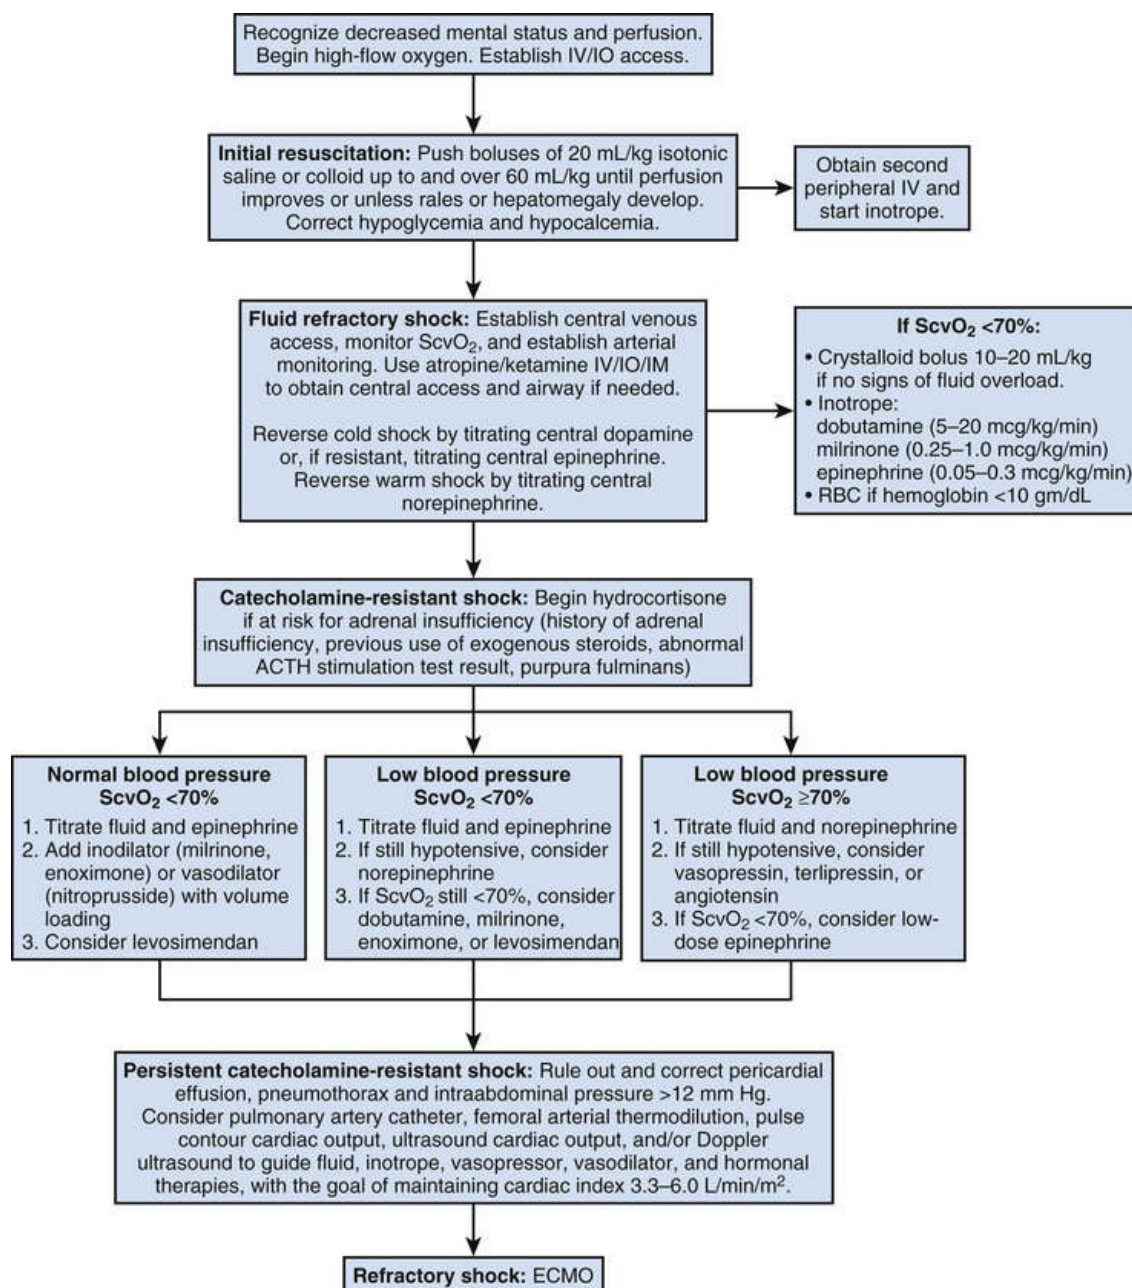 Recognize decreased mental status and perfusion.
Begin high-flow oxygen. Establish IV/IO access.
Initial resuscitation: Push boluses of 20 mL/kg isotonic
saline or colloid up to and over 60 mL/kg until perfusion
improves or unless rales or hepatomegaly develop.
Correct hypoglycemia and hypocalcemia.
Obtain second
peripheral IV and
start inotrope.
Fluid refractory shock: Establish central venous
access, monitor ScvO₂, and establish arterial
monitoring. Use atropine/ketamine IV/IO/IM
to obtain central access and airway if needed.
Reverse cold shock by titrating central dopamine
or, if resistant, titrating central epinephrine.
Reverse warm shock by titrating central
norepinephrine.
If ScvO₂ <70%:
• Crystalloid bolus 10–20 mL/kg
if no signs of fluid overload.
• Inotrope:
dobutamine (5–20 mcg/kg/min)
milrinone (0.25–1.0 mcg/kg/min)
epinephrine (0.05–0.3 mcg/kg/min)
• RBC if hemoglobin <10 gm/dL
Catecholamine-resistant shock: Begin hydrocortisone
if at risk for adrenal insufficiency (history of adrenal
insufficiency, previous use of exogenous steroids, abnormal
ACTH stimulation test result, purpura fulminans)
Normal blood pressure
ScvO₂ <70%
1. Titrate fluid and epinephrine
2. Add inodilator (milrinone,
enoximone) or vasodilator
(nitroprusside) with volume
loading
3. Consider levosimendan
Low blood pressure
ScvO₂ <70%
1. Titrate fluid and epinephrine
2. If still hypotensive, consider
norepinephrine
3. If ScvO₂ still <70%, consider
dobutamine, milrinone,
enoximone, or levosimendan
Low blood pressure
ScvO₂ ≥70%
1. Titrate fluid and norepinephrine
2. If still hypotensive, consider
vasopressin, terlipressin, or
angiotensin
3. If ScvO₂ <70%, consider low-
dose epinephrine
Persistent catecholamine-resistant shock: Rule out and correct pericardial
effusion, pneumothorax and intraabdominal pressure >12 mm Hg.
Consider pulmonary artery catheter, femoral arterial thermodilution, pulse
contour cardiac output, ultrasound cardiac output, and/or Doppler
ultrasound to guide fluid, inotrope, vasopressor, vasodilator, and hormonal
therapies, with the goal of maintaining cardiac index 3.3–6.0 L/min/m².
Refractory shock: ECMO